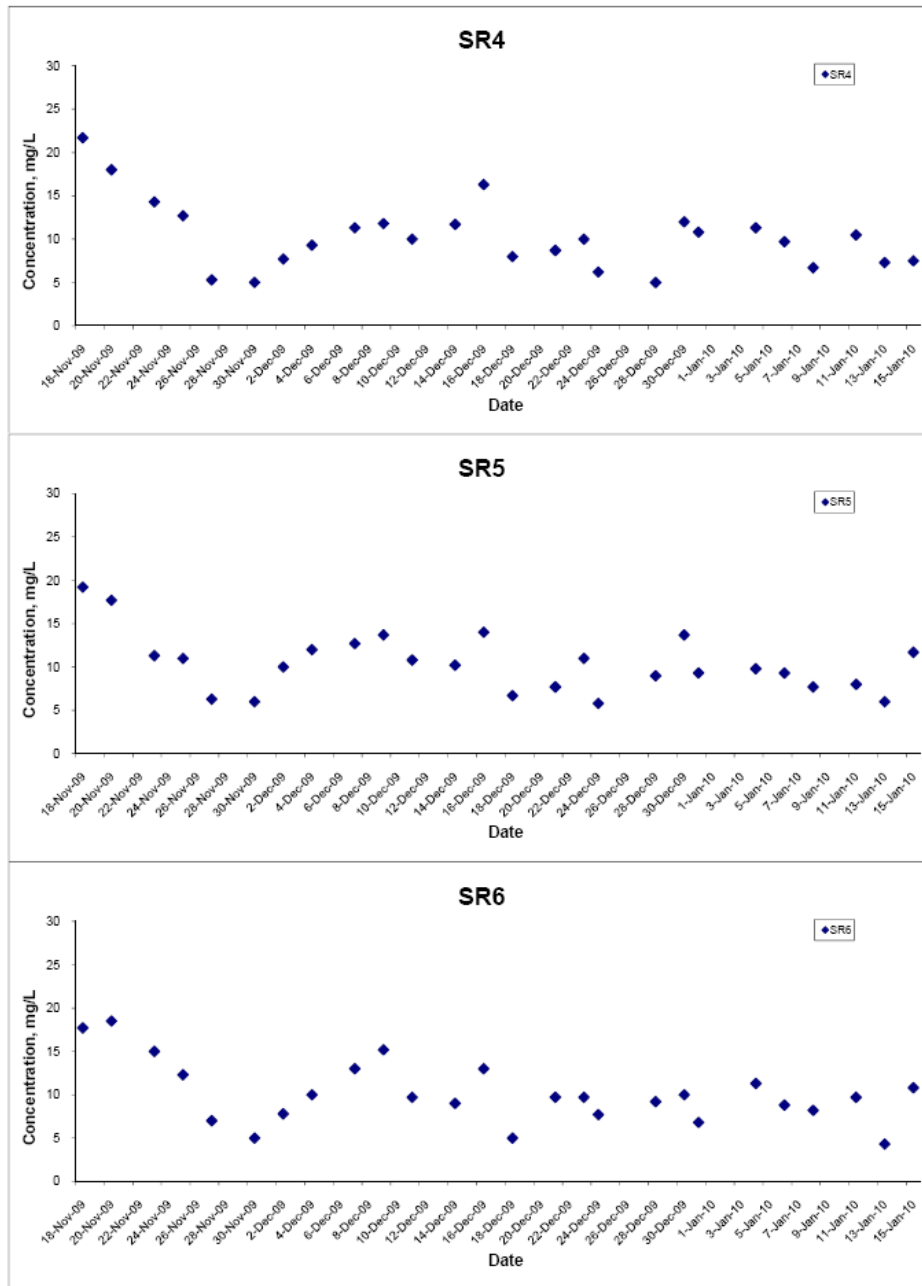 SR4
30
25
20
15
10
5
0
Concentration, mg/L
SR4
18-Nov-09
20-Nov-09
22-Nov-09
24-Nov-09
26-Nov-09
28-Nov-09
30-Nov-09
2-Dec-09
4-Dec-09
6-Dec-09
8-Dec-09
10-Dec-09
12-Dec-09
14-Dec-09
16-Dec-09
18-Dec-09
20-Dec-09
22-Dec-09
24-Dec-09
26-Dec-09
28-Dec-09
30-Dec-09
1-Jan-10
3-Jan-10
5-Jan-10
7-Jan-10
9-Jan-10
11-Jan-10
13-Jan-10
15-Jan-10
Date
SR5
30
25
20
15
10
5
0
Concentration, mg/L
SR5
18-Nov-09
20-Nov-09
22-Nov-09
24-Nov-09
26-Nov-09
28-Nov-09
30-Nov-09
2-Dec-09
4-Dec-09
6-Dec-09
8-Dec-09
10-Dec-09
12-Dec-09
14-Dec-09
16-Dec-09
18-Dec-09
20-Dec-09
22-Dec-09
24-Dec-09
26-Dec-09
28-Dec-09
30-Dec-09
1-Jan-10
3-Jan-10
5-Jan-10
7-Jan-10
9-Jan-10
11-Jan-10
13-Jan-10
15-Jan-10
Date
SR6
30
25
20
15
10
5
0
Concentration, mg/L
SR6
18-Nov-09
20-Nov-09
22-Nov-09
24-Nov-09
26-Nov-09
28-Nov-09
30-Nov-09
2-Dec-09
4-Dec-09
6-Dec-09
8-Dec-09
10-Dec-09
12-Dec-09
14-Dec-09
16-Dec-09
18-Dec-09
20-Dec-09
22-Dec-09
24-Dec-09
26-Dec-09
28-Dec-09
30-Dec-09
1-Jan-10
3-Jan-10
5-Jan-10
7-Jan-10
9-Jan-10
11-Jan-10
13-Jan-10
15-Jan-10
Date